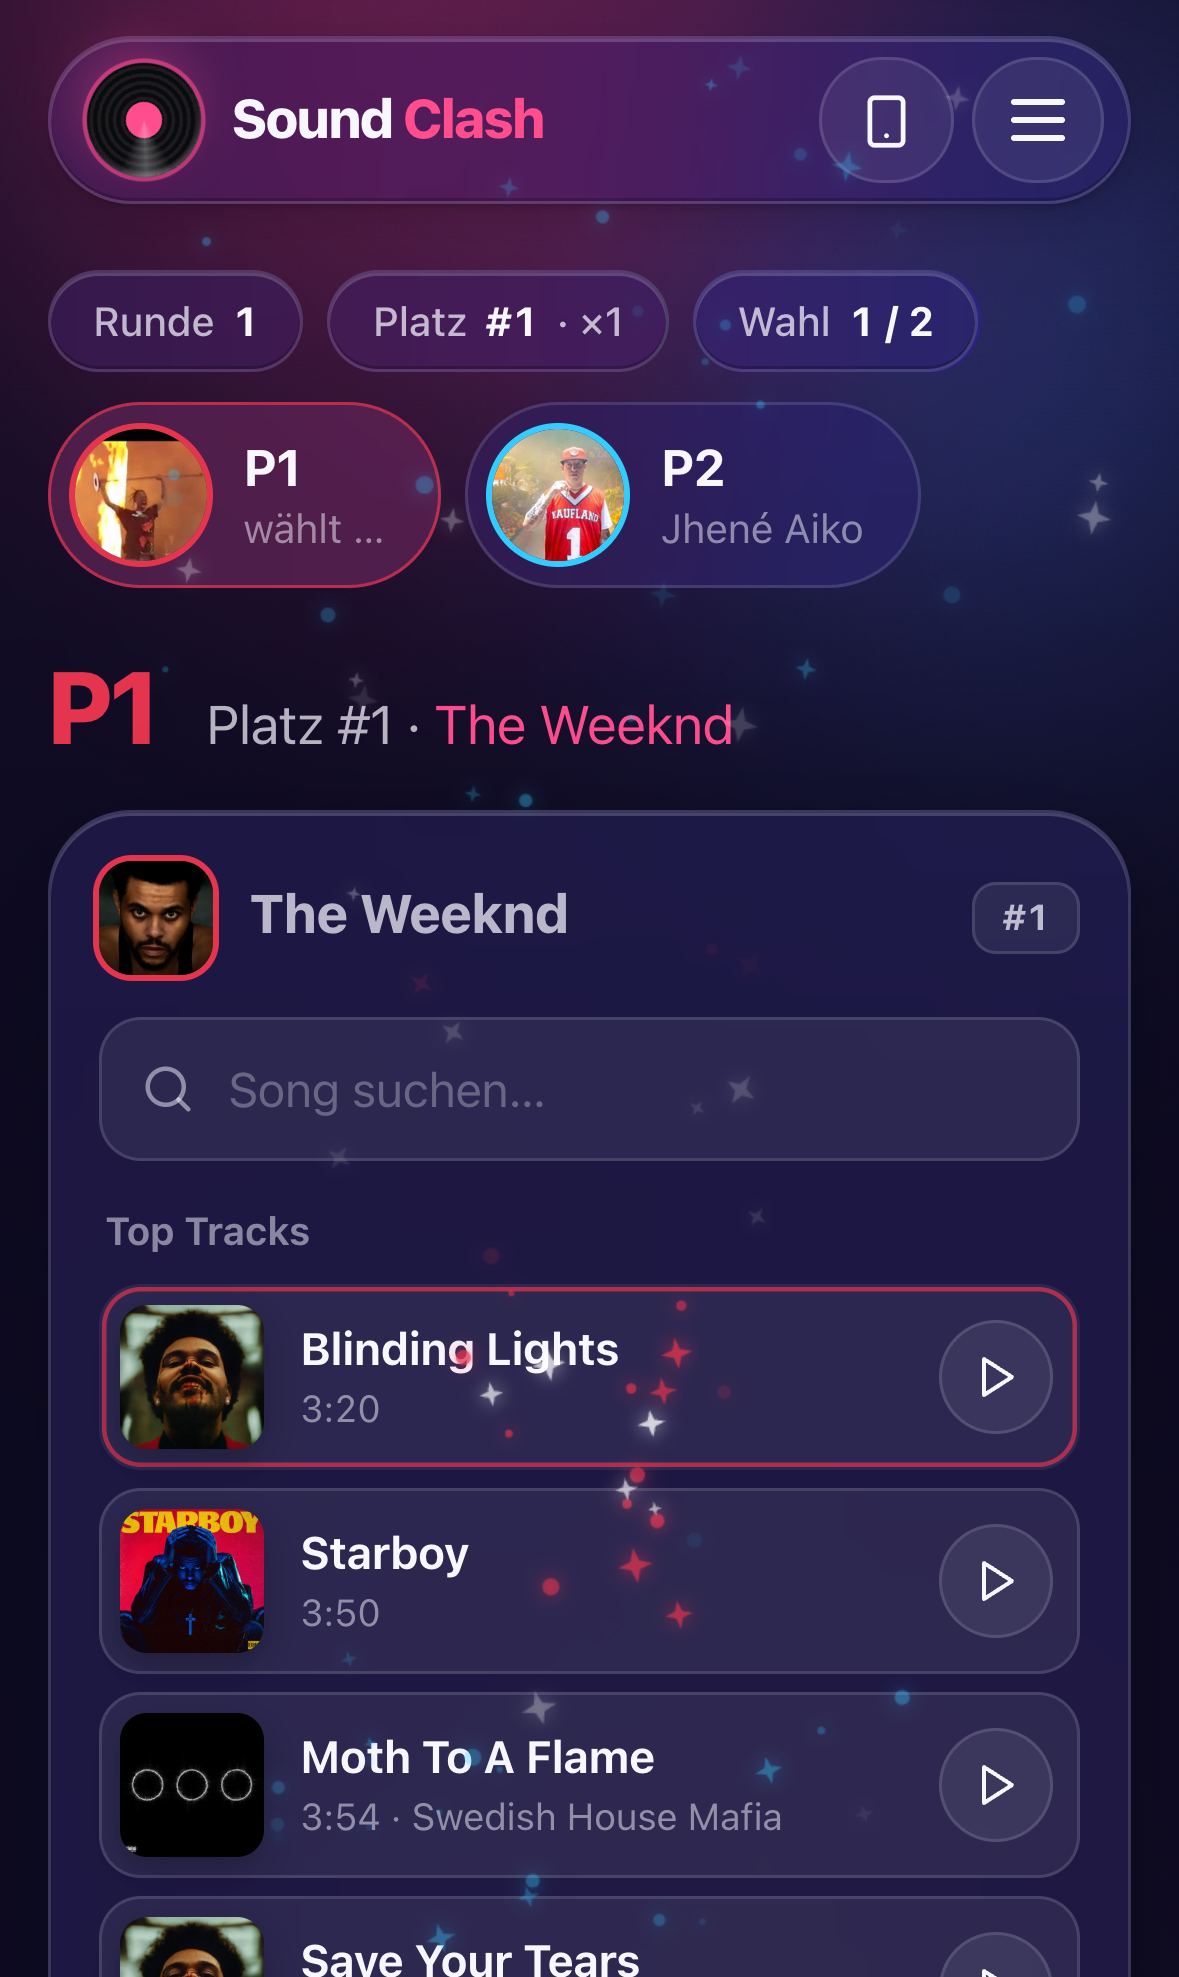 Sound Clash
Runde 1
Platz #1 · ×1
Wahl 1 / 2
P1
wählt ...
KAUFLAND
1
P2
Jhené Aiko
P1 Platz #1 · The Weeknd
The Weeknd
#1
Song suchen...
Top Tracks
Blinding Lights
3:20
STARBOY
Starboy
3:50
Moth To A Flame
3:54 · Swedish House Mafia
Save Your Tears